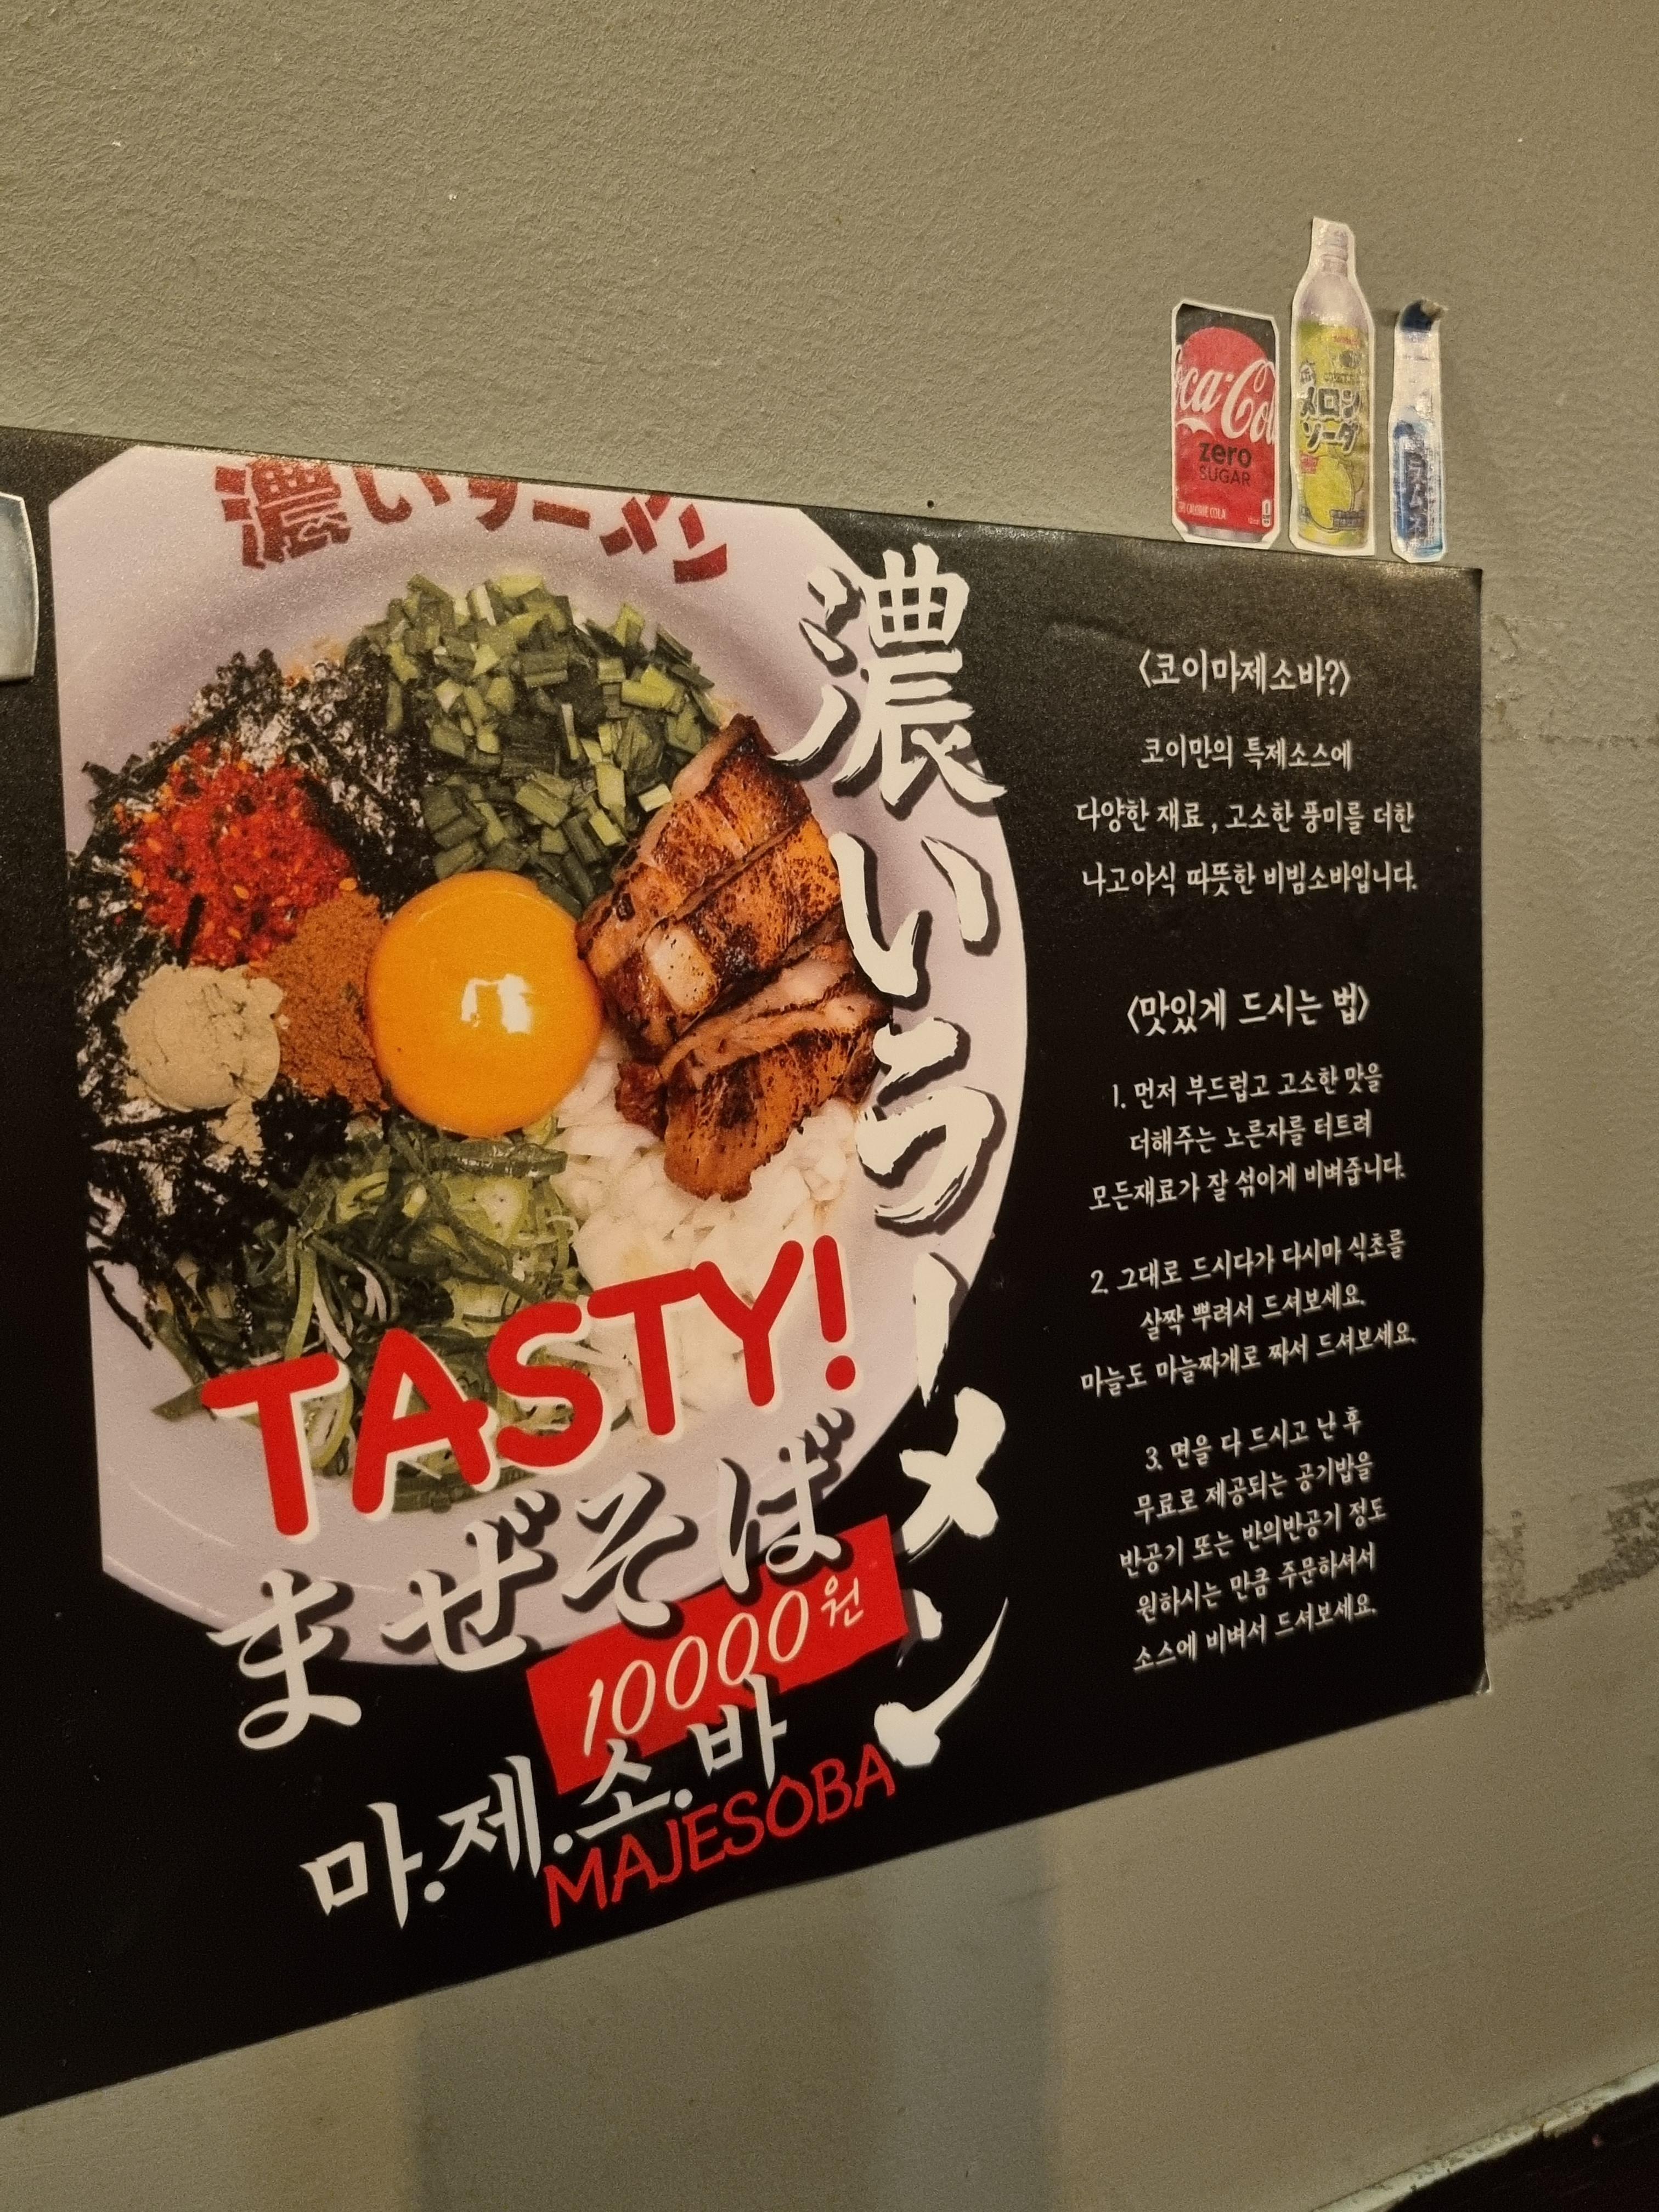 濃いラーメン
濃いラーメン
TASTY!
まぜそば
10000원
마.제.소.바
MAJESOBA
<코이마제소바?>
코이만의 특제소스에
다양한 재료, 고소한 풍미를 더한
나고야식 따뜻한 비빔소바입니다.
<맛있게 드시는 법>
1. 먼저 부드럽고 고소한 맛을
더해주는 노른자를 터트려
모든재료가 잘 섞이게 비벼줍니다.
2. 그대로 드시다가 다시마 식초를
살짝 뿌려서 드셔보세요.
마늘도 마늘짜개로 짜서 드셔보세요.
3. 면을 다 드시고 난 후
무료로 제공되는 공기밥을
반공기 또는 반의반공기 정도
원하시는 만큼 주문하셔서
소스에 비벼서 드셔보세요.
Coca-Cola
zero
SUGAR
メロン
ソーダ